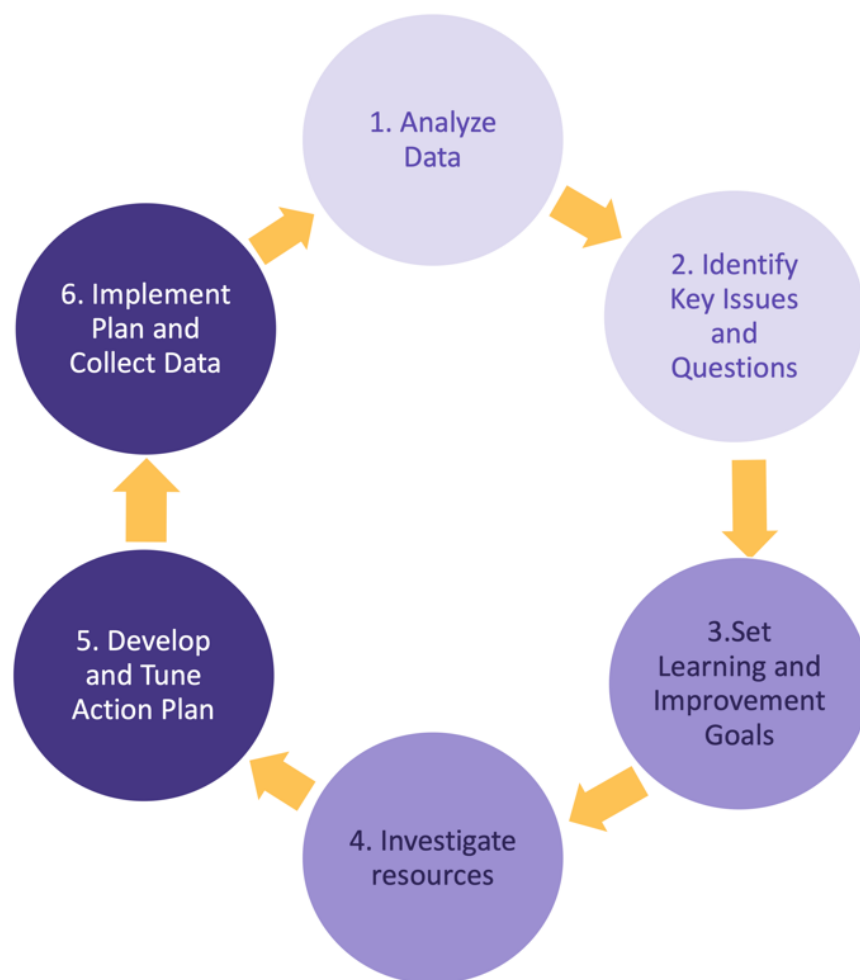 1. Analyze
Data
2. Identify
Key Issues
and
Questions
3.Set
Learning and
Improvement
Goals
4. Investigate
resources
5. Develop
and Tune
Action Plan
6. Implement
Plan and
Collect Data